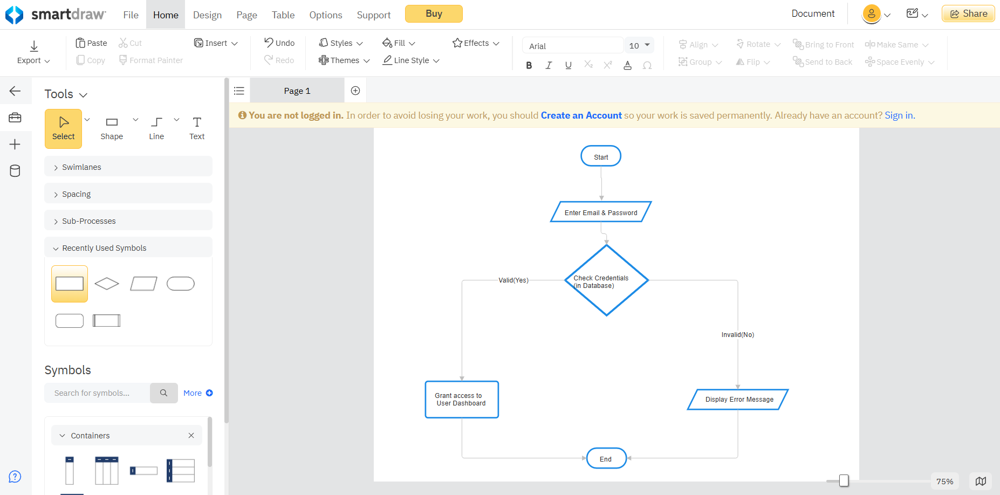 smartdraw
File Home Design Page Table Options Support Buy Document Share
Export Paste Cut Insert Undo Styles Fill Effects Arial 10 Align Rotate Bring to Front Make Same
Copy Format Painter Redo Themes Line Style B I U X₂ X² A Ω Group Flip Send to Back Space Evenly
Tools
Page 1
You are not logged in. In order to avoid losing your work, you should Create an Account so your work is saved permanently. Already have an account? Sign in.
Select Shape Line Text
Swimlanes
Spacing
Sub-Processes
Recently Used Symbols
Symbols
Search for symbols... More
Containers
Start
Enter Email & Password
Check Credentials
(in Database)
Valid(Yes)
Invalid(No)
Grant access to
User Dashboard
Display Error Message
End
75%